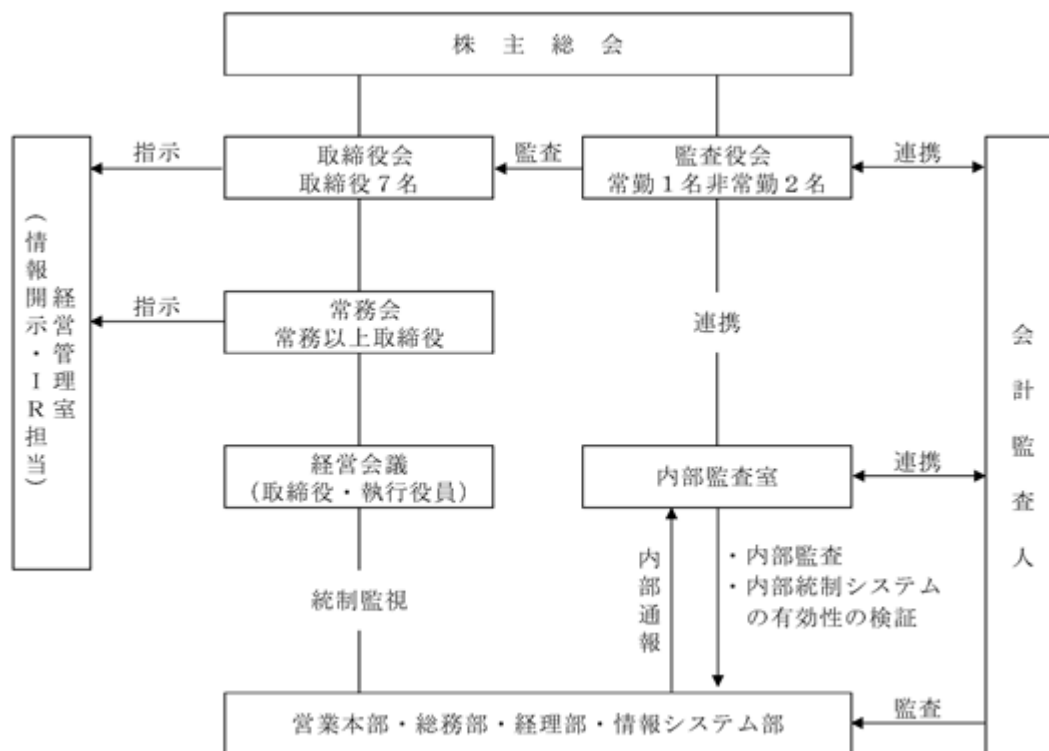 株主総会
指示
取締役会
取締役７名
監査
監査役会
常勤１名非常勤２名
連携
経営管理室
（情報開示・ＩＲ担当）
指示
常務会
常務以上取締役
連携
会計監査人
経営会議
（取締役・執行役員）
内部監査室
連携
統制監視
内部通報
・内部監査
・内部統制システム
の有効性の検証
営業本部・総務部・経理部・情報システム部
監査